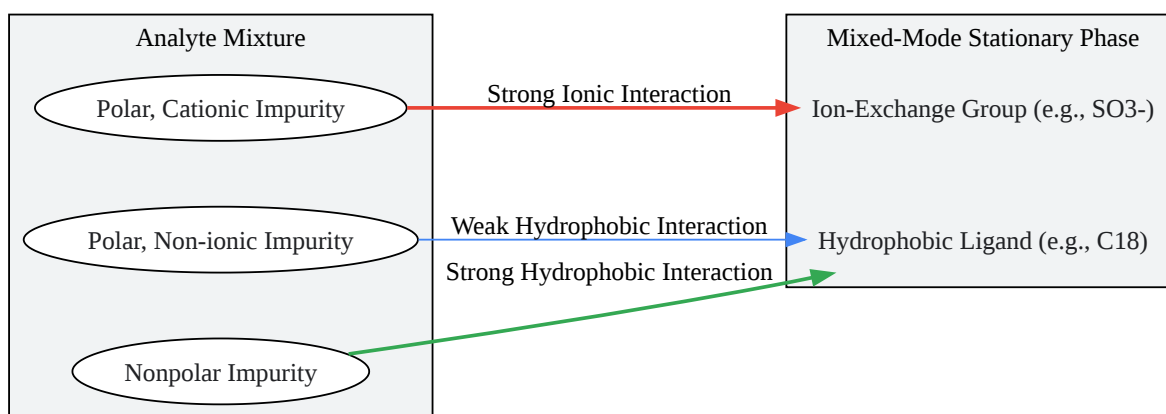 Analyte Mixture
Mixed-Mode Stationary Phase
Polar, Cationic Impurity
Strong Ionic Interaction
Ion-Exchange Group (e.g., SO3-)
Polar, Non-ionic Impurity
Weak Hydrophobic Interaction
Hydrophobic Ligand (e.g., C18)
Strong Hydrophobic Interaction
Nonpolar Impurity